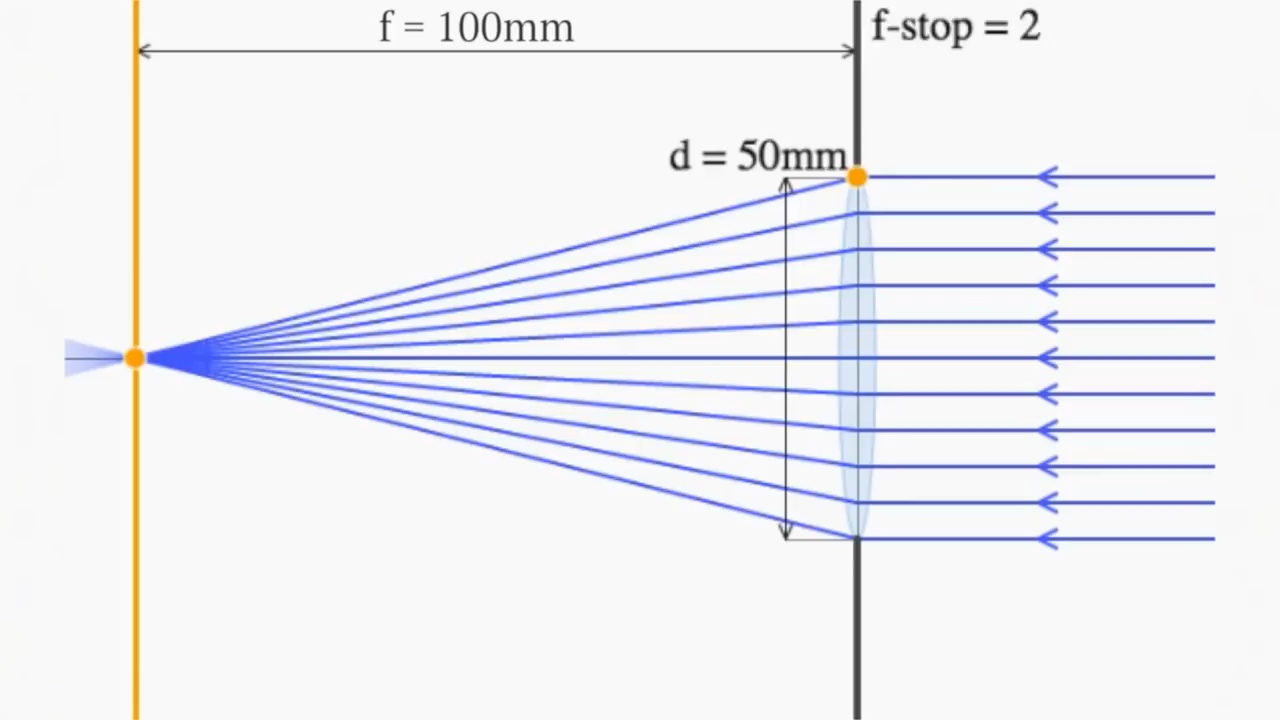 f = 100mm
f-stop = 2
d = 50mm